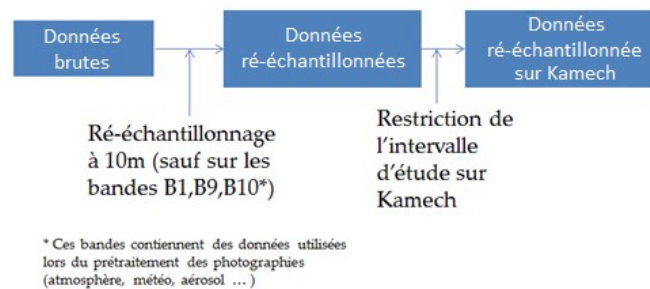 Données
brutes
Données
ré-échantillonnées
Données
ré-échantillonnée
sur Kamech
Ré-échantillonnage
à 10m (sauf sur les
bandes B1,B9,B10*)
Restriction de
l'intervalle
d'étude sur
Kamech
* Ces bandes contiennent des données utilisées
lors du prétraitement des photographies
(atmosphère, météo, aérosol ... )